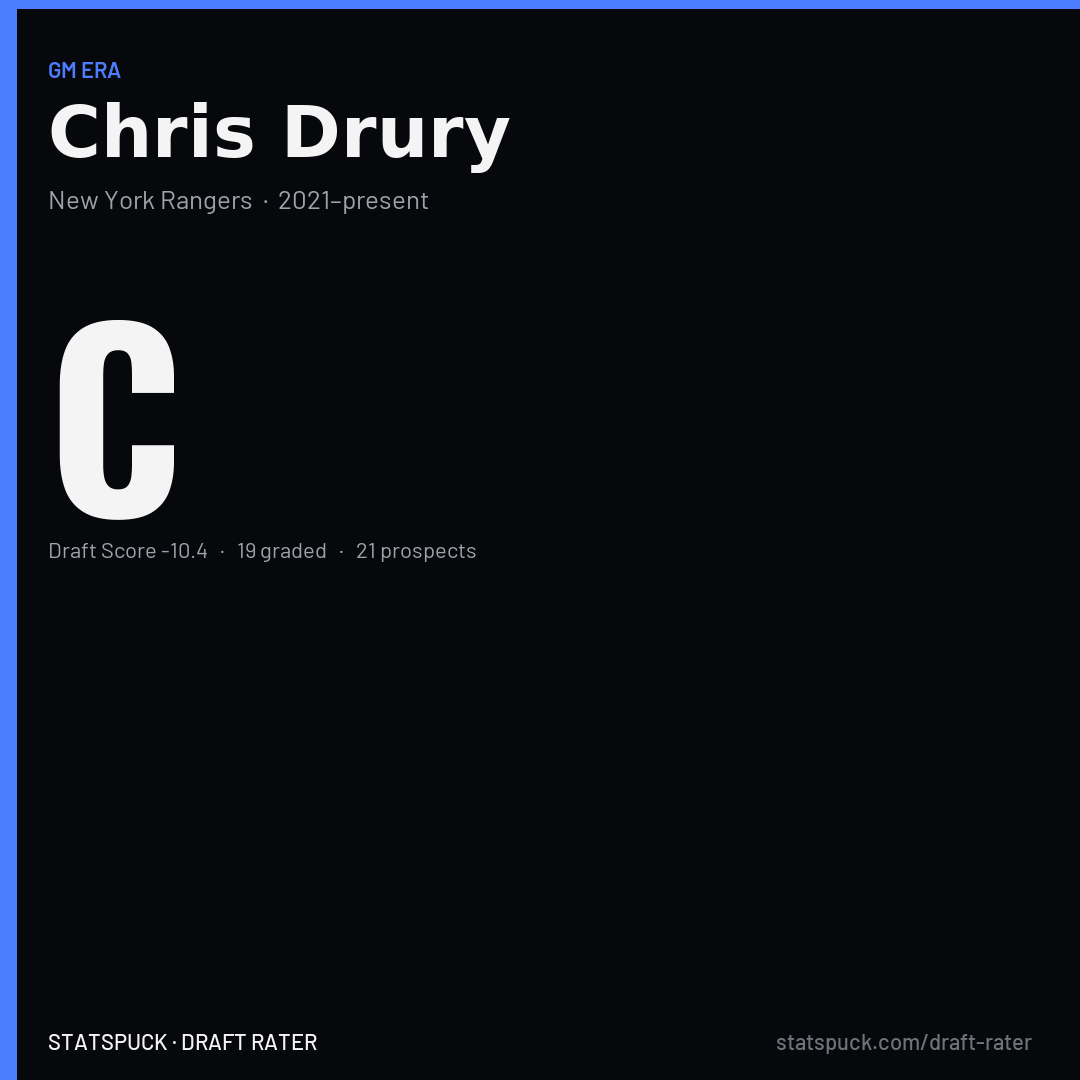 GM ERA
Chris Drury
New York Rangers · 2021–present
C
Draft Score -10.4 · 19 graded · 21 prospects
STATSPUCK · DRAFT RATER
statspuck.com/draft-rater